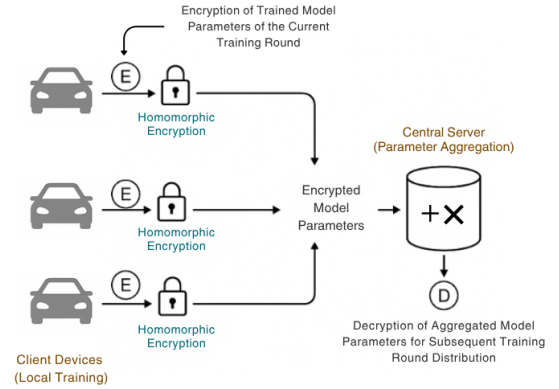 Encryption of Trained Model
Parameters of the Current
Training Round
E
Homomorphic
Encryption
Central Server
(Parameter Aggregation)
E
Homomorphic
Encryption
Encrypted
Model
Parameters
+×
E
Homomorphic
Encryption
D
Decryption of Aggregated Model
Parameters for Subsequent Training
Round Distribution
Client Devices
(Local Training)